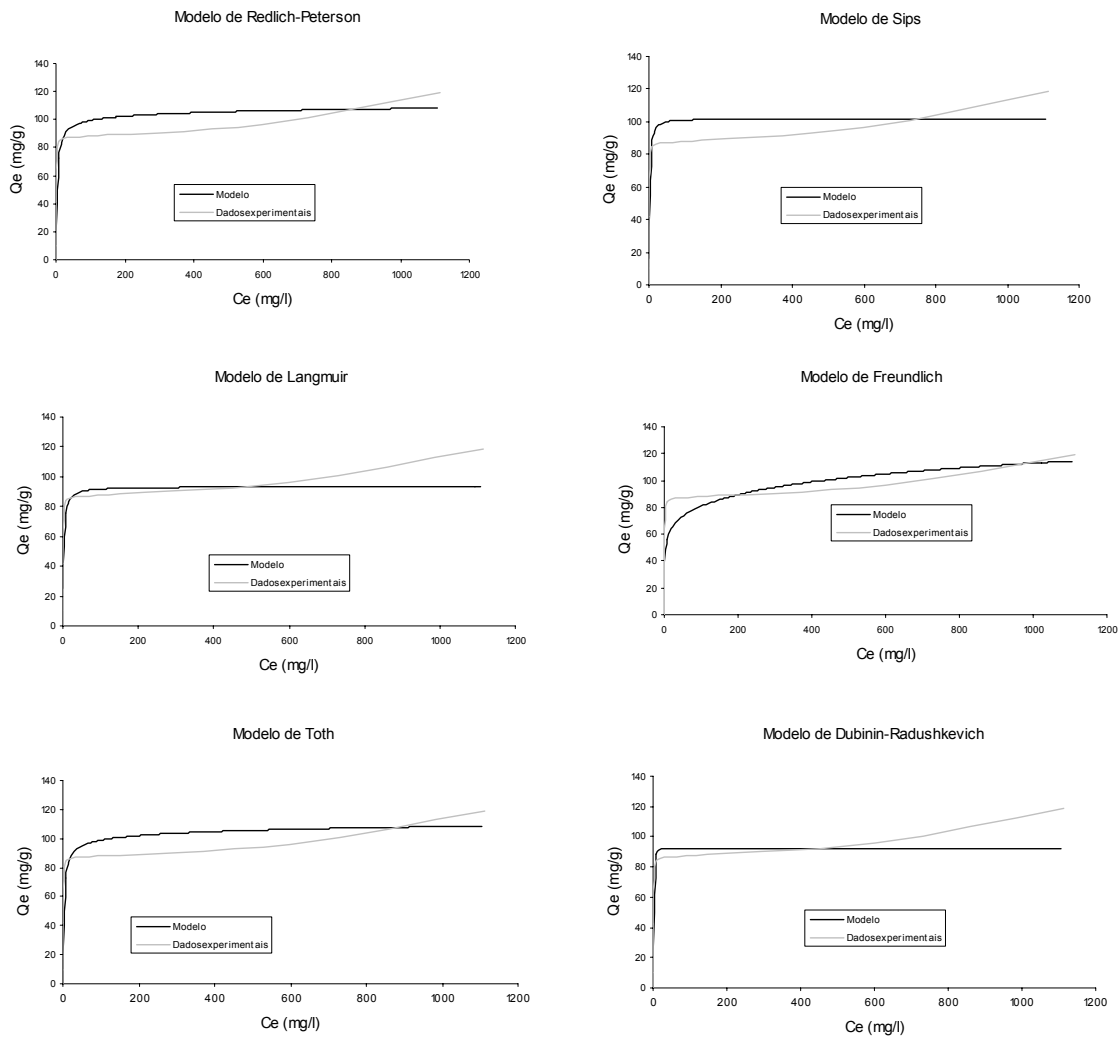 Modelo de Redlich-Peterson
Qe (mg/g)
140
120
100
80
60
40
20
0
0 200 400 600 800 1000 1200
Ce (mg/l)
Modelo
Dadosexperimentais
Modelo de Sips
Qe (mg/g)
140
120
100
80
60
40
20
0
0 200 400 600 800 1000 1200
Ce (mg/l)
Modelo
Dadosexperimentais
Modelo de Langmuir
Qe (mg/g)
140
120
100
80
60
40
20
0
0 200 400 600 800 1000 1200
Ce (mg/l)
Modelo
Dadosexperimentais
Modelo de Freundlich
Qe (mg/g)
140
120
100
80
60
40
20
0
0 200 400 600 800 1000 1200
Ce (mg/l)
Modelo
Dadosexperimentais
Modelo de Toth
Qe (mg/g)
140
120
100
80
60
40
20
0
0 200 400 600 800 1000 1200
Ce (mg/l)
Modelo
Dadosexperimentais
Modelo de Dubinin-Radushkevich
Qe (mg/g)
140
120
100
80
60
40
20
0
0 200 400 600 800 1000 1200
Ce (mg/l)
Modelo
Dadosexperimentais